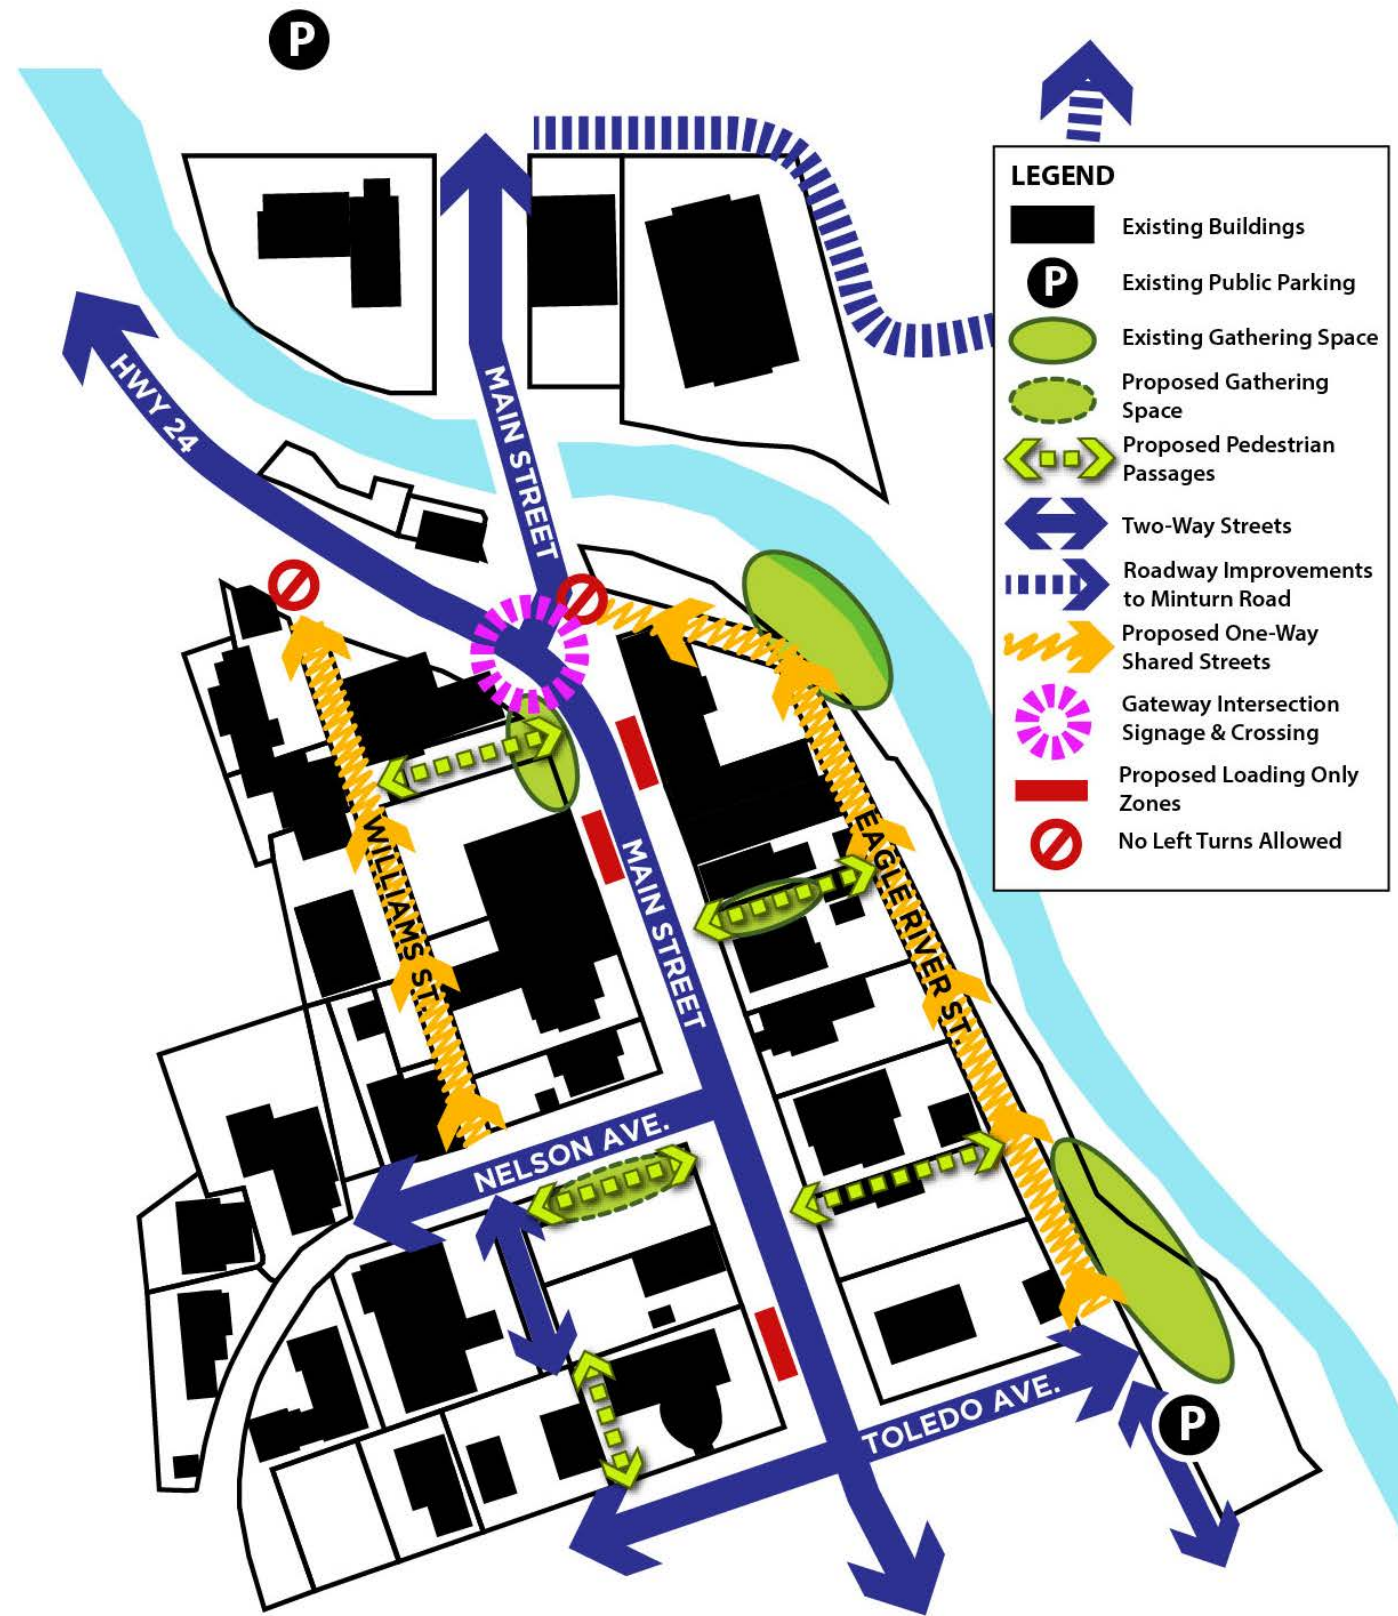 P
HWY 24
MAIN STREET
LEGEND
Existing Buildings
P
Existing Public Parking
Existing Gathering Space
Proposed Gathering
Space
Proposed Pedestrian
Passages
Two-Way Streets
Roadway Improvements
to Minturn Road
Proposed One-Way
Shared Streets
Gateway Intersection
Signage & Crossing
Proposed Loading Only
Zones
No Left Turns Allowed
WILLIAMS ST.
MAIN STREET
EAGLE RIVER ST.
NELSON AVE.
TOLEDO AVE.
P